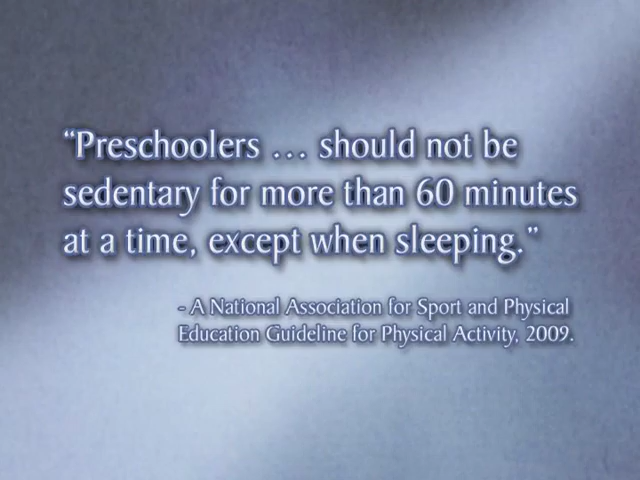 “Preschoolers … should not be
sedentary for more than 60 minutes
at a time, except when sleeping.”
- A National Association for Sport and Physical
Education Guideline for Physical Activity, 2009.